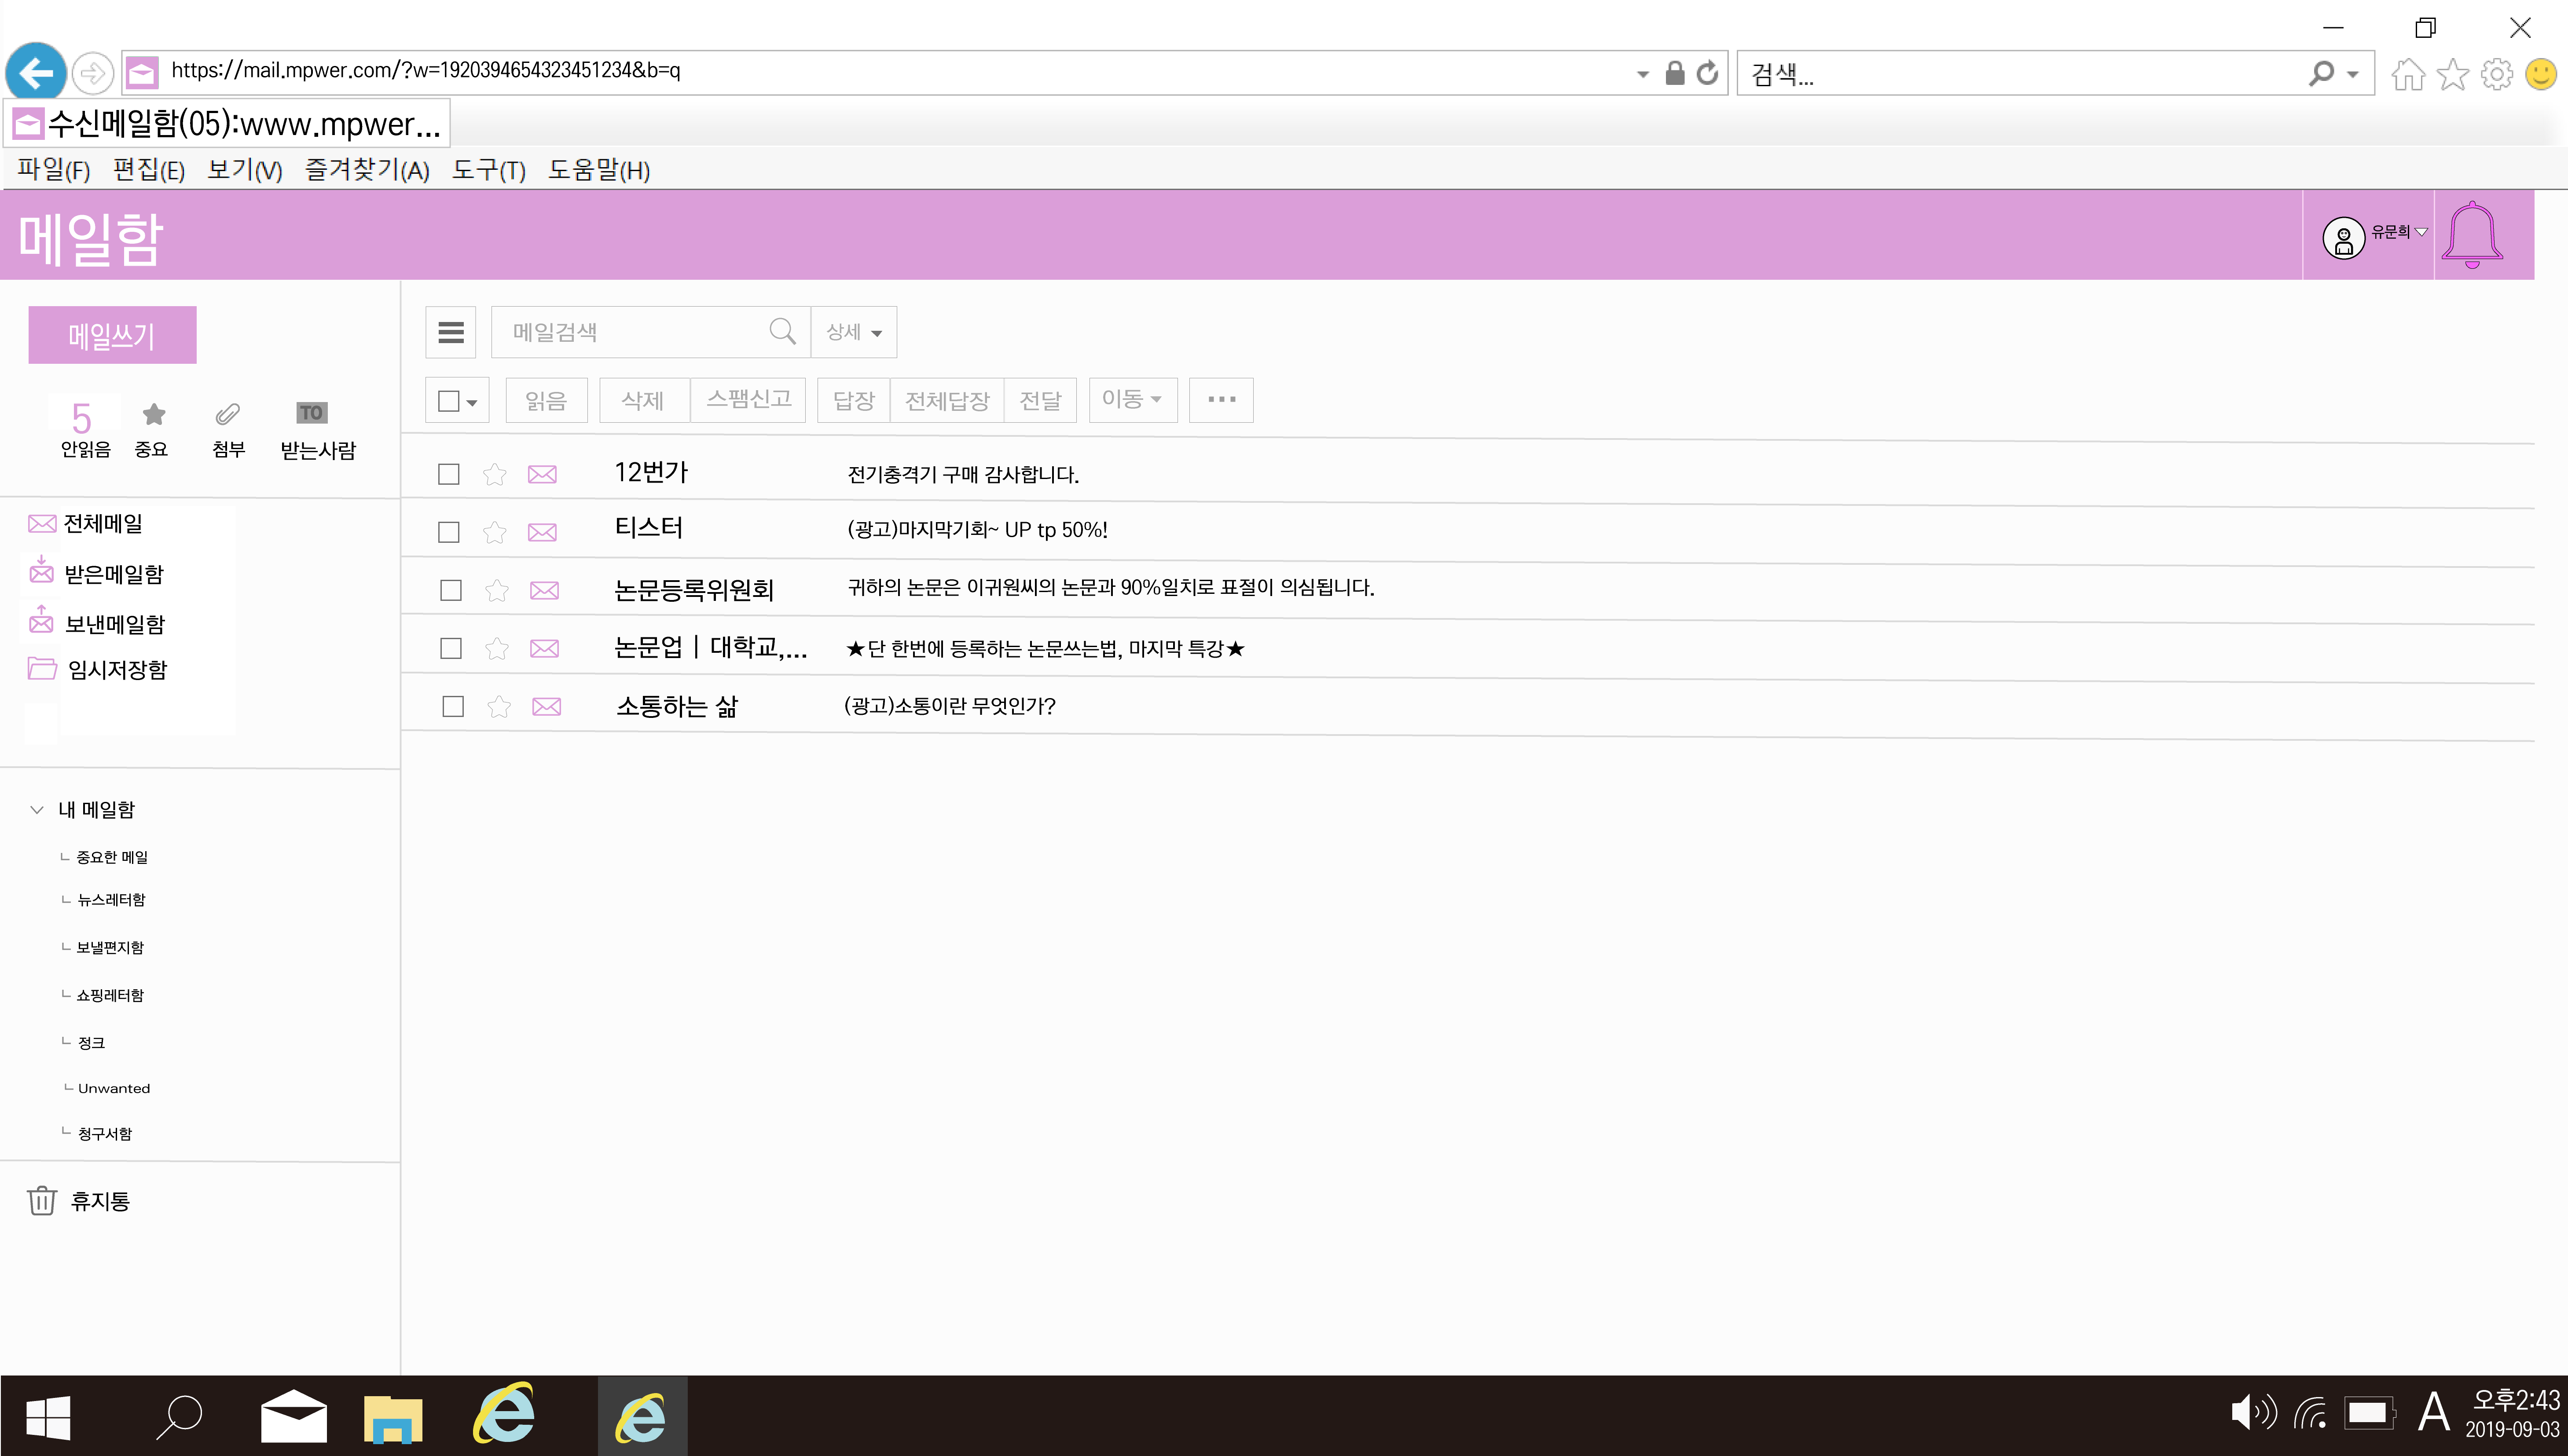 https://mail.mpwer.com/?w=1920394654323451234&b=q
검색...
수신메일함(05):www.mpwer...
파일(F) 편집(E) 보기(V) 즐겨찾기(A) 도구(T) 도움말(H)
메일함
유문희
메일쓰기
메일검색
상세
읽음 삭제 스팸신고 답장 전체답장 전달 이동 ...
5
안읽음
중요
첨부
TO
받는사람
전체메일
받은메일함
보낸메일함
임시저장함
내 메일함
중요한 메일
뉴스레터함
보낼편지함
쇼핑레터함
정크
Unwanted
청구서함
휴지통
12번가 전기충격기 구매 감사합니다.
티스터 (광고)마지막기회~ UP tp 50%!
논문등록위원회 귀하의 논문은 이귀원씨의 논문과 90%일치로 표절이 의심됩니다.
논문업 | 대학교,... ★단 한번에 등록하는 논문쓰는법, 마지막 특강★
소통하는 삶 (광고)소통이란 무엇인가?
A
오후2:43
2019-09-03